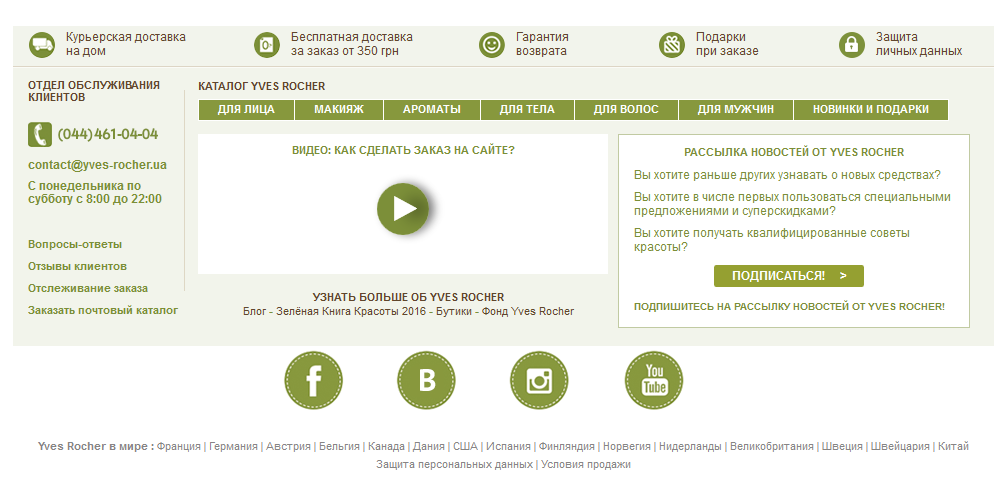 Курьерская доставка
на дом
Бесплатная доставка
за заказ от 350 грн
Гарантия
возврата
Подарки
при заказе
Защита
личных данных
ОТДЕЛ ОБСЛУЖИВАНИЯ
КЛИЕНТОВ
(044) 461-04-04
contact@yves-rocher.ua
С понедельника по
субботу с 8:00 до 22:00
Вопросы-ответы
Отзывы клиентов
Отслеживание заказа
Заказать почтовый каталог
КАТАЛОГ YVES ROCHER
ДЛЯ ЛИЦА
МАКИЯЖ
АРОМАТЫ
ДЛЯ ТЕЛА
ДЛЯ ВОЛОС
ДЛЯ МУЖЧИН
НОВИНКИ И ПОДАРКИ
ВИДЕО: КАК СДЕЛАТЬ ЗАКАЗ НА САЙТЕ?
УЗНАТЬ БОЛЬШЕ ОБ YVES ROCHER
Блог - Зелёная Книга Красоты 2016 - Бутики - Фонд Yves Rocher
РАССЫЛКА НОВОСТЕЙ ОТ YVES ROCHER
Вы хотите раньше других узнавать о новых средствах?
Вы хотите в числе первых пользоваться специальными
предложениями и суперскидками?
Вы хотите получать квалифицированные советы
красоты?
ПОДПИСАТЬСЯ! >
ПОДПИШИТЕСЬ НА РАССЫЛКУ НОВОСТЕЙ ОТ YVES ROCHER!
f
B
You
Tube
Yves Rocher в мире : Франция | Германия | Австрия | Бельгия | Канада | Дания | США | Испания | Финляндия | Норвегия | Нидерланды | Великобритания | Швеция | Швейцария | Китай
Защита персональных данных | Условия продажи